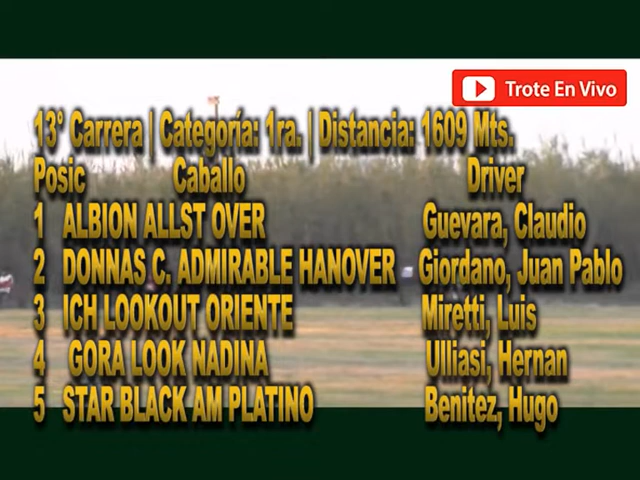 Trote En Vivo
13° Carrera | Categoría: 1ra. | Distancia: 1609 Mts.
Posic Caballo Driver
1 ALBION ALLST OVER Guevara, Claudio
2 DONNAS C. ADMIRABLE HANOVER Giordano, Juan Pablo
3 ICH LOOKOUT ORIENTE Miretti, Luis
4 GORA LOOK NADINA Ulliasi, Hernan
5 STAR BLACK AM PLATINO Benitez, Hugo